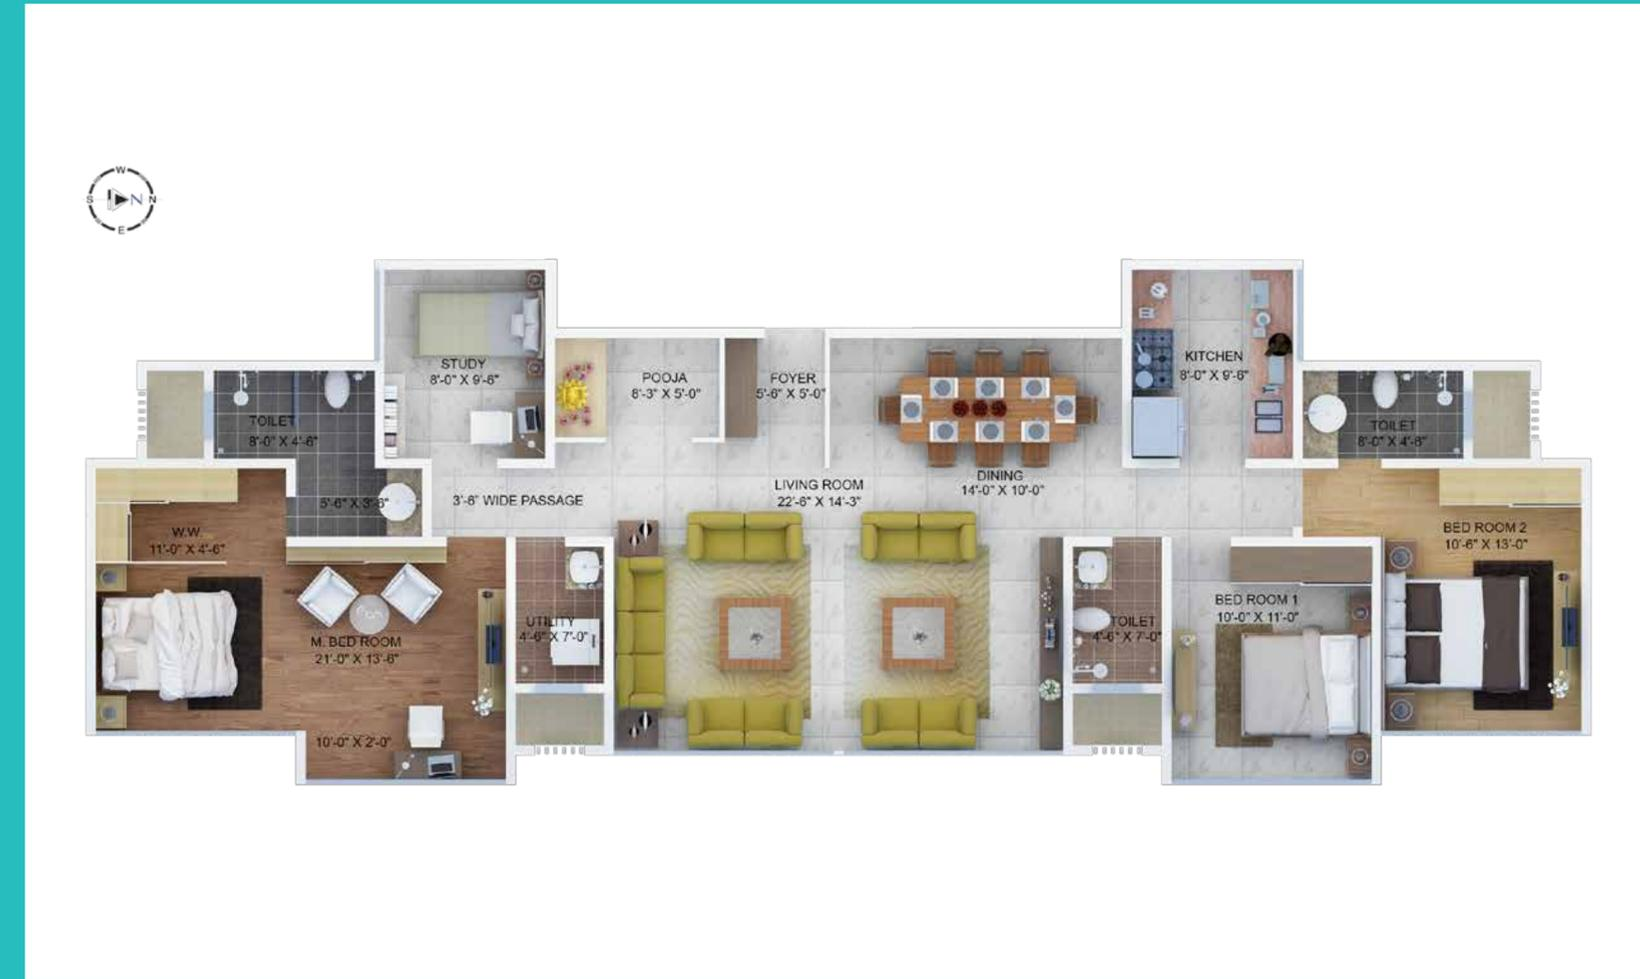 W
S N N
E
STUDY
8'-0" X 9'-6"
POOJA
8'-3" X 5'-0"
FOYER
5'-6" X 5'-0"
KITCHEN
8'-0" X 9'-6"
TOILET
8'-0" X 4'-6"
TOILET
8'-0" X 4'-6"
5'-6" X 3'-6"
3'-6" WIDE PASSAGE
LIVING ROOM
22'-6" X 14'-3"
DINING
14'-0" X 10'-0"
W.W.
11'-0" X 4'-6"
BED ROOM 2
10'-6" X 13'-0"
M. BED ROOM
21'-0" X 13'-6"
UTILITY
4'-6" X 7'-0"
TOILET
4'-6" X 7'-0"
BED ROOM 1
10'-0" X 11'-0"
10'-0" X 2'-0"